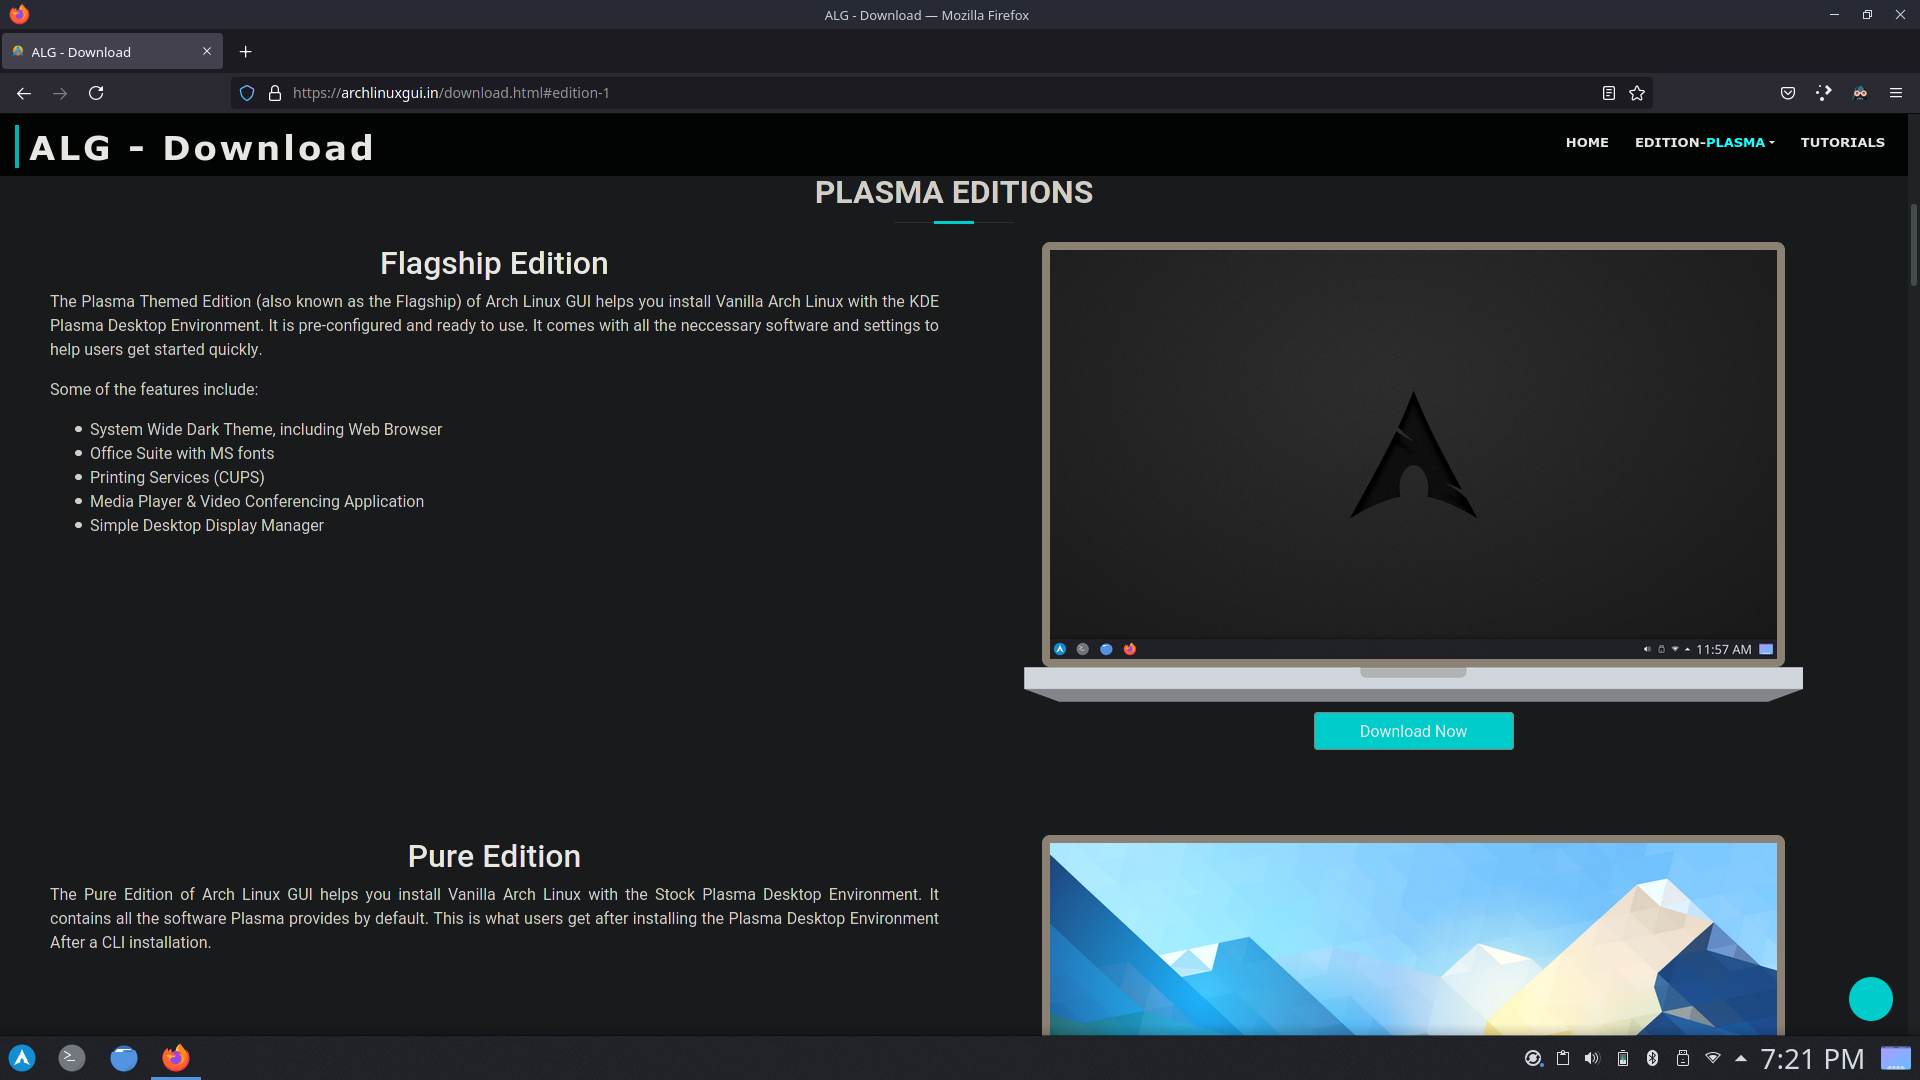 ALG - Download — Mozilla Firefox
ALG - Download
https://archlinuxgui.in/download.html#edition-1
ALG - Download
HOME
EDITION-PLASMA
TUTORIALS
PLASMA EDITIONS
Flagship Edition
The Plasma Themed Edition (also known as the Flagship) of Arch Linux GUI helps you install Vanilla Arch Linux with the KDE
Plasma Desktop Environment. It is pre-configured and ready to use. It comes with all the neccessary software and settings to
help users get started quickly.
Some of the features include:
System Wide Dark Theme, including Web Browser
Office Suite with MS fonts
Printing Services (CUPS)
Media Player & Video Conferencing Application
Simple Desktop Display Manager
11:57 AM
Download Now
Pure Edition
The Pure Edition of Arch Linux GUI helps you install Vanilla Arch Linux with the Stock Plasma Desktop Environment. It
contains all the software Plasma provides by default. This is what users get after installing the Plasma Desktop Environment
After a CLI installation.
7:21 PM